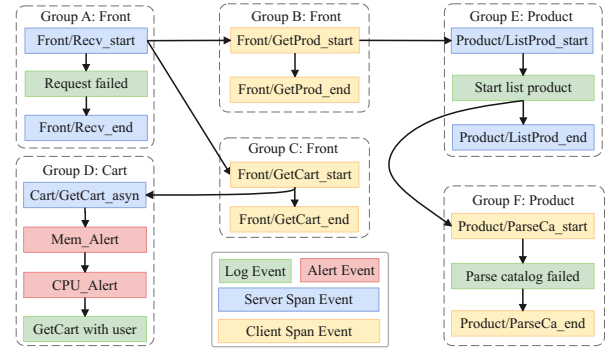 Group A: Front
Front/Recv_start
Request failed
Front/Recv_end
Group B: Front
Front/GetProd_start
Front/GetProd_end
Group E: Product
Product/ListProd_start
Start list product
Product/ListProd_end
Group C: Front
Front/GetCart_start
Front/GetCart_end
Group D: Cart
Cart/GetCart_asyn
Mem_Alert
CPU_Alert
GetCart with user
Group F: Product
Product/ParseCa_start
Parse catalog failed
Product/ParseCa_end
Log Event
Alert Event
Server Span Event
Client Span Event